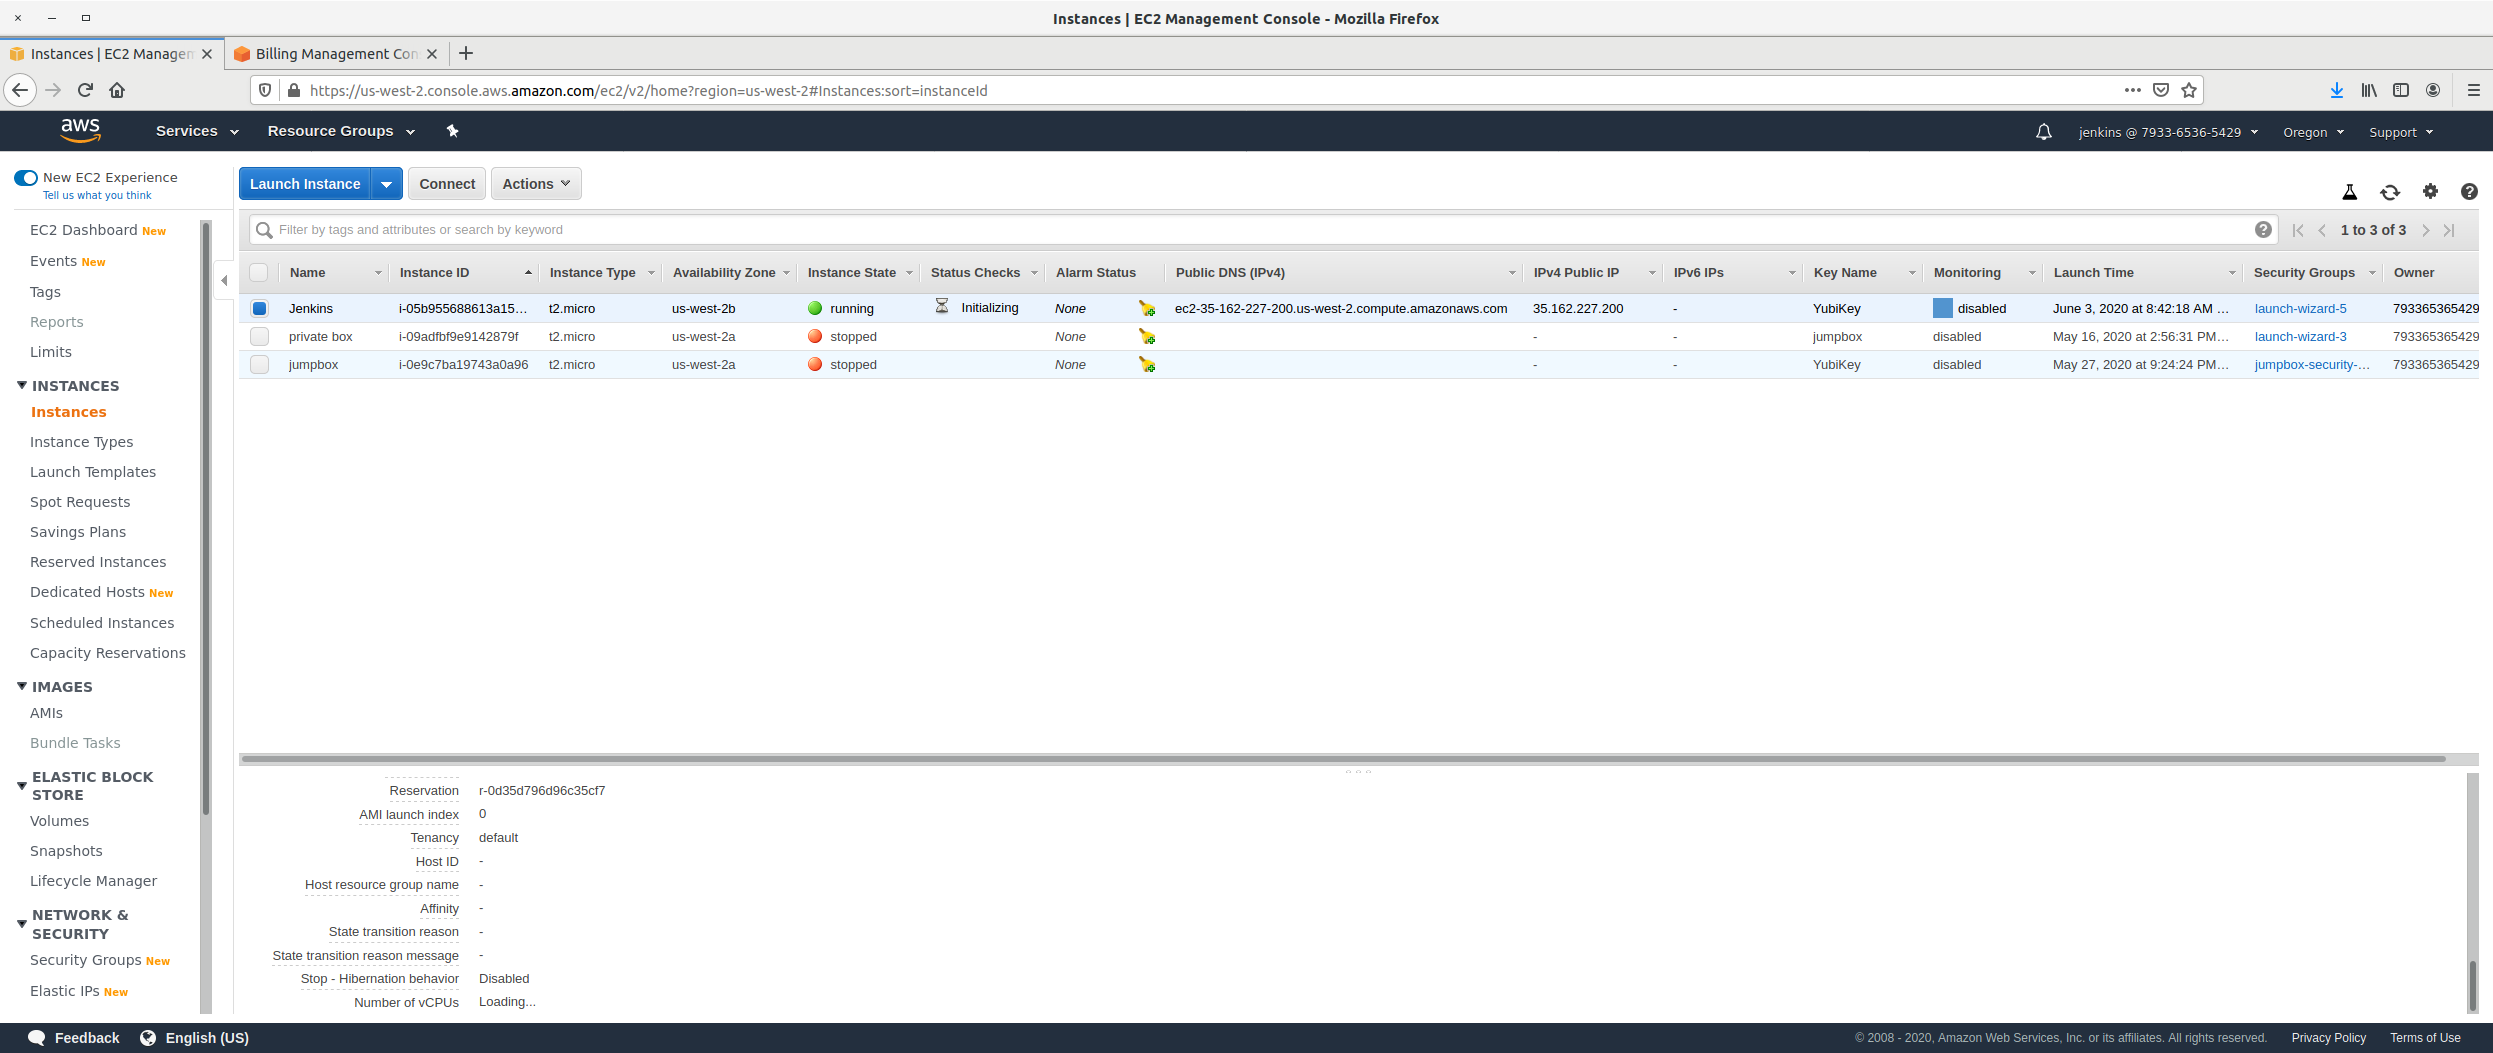 Instances | EC2 Management Console - Mozilla Firefox
Instances | EC2 Managem
Billing Management Con
https://us-west-2.console.aws.amazon.com/ec2/v2/home?region=us-west-2#Instances:sort=instanceId
aws Services Resource Groups jenkins @ 7933-6536-5429 Oregon Support
New EC2 Experience
Tell us what you think
EC2 Dashboard New
Events New
Tags
Reports
Limits
INSTANCES
Instances
Instance Types
Launch Templates
Spot Requests
Savings Plans
Reserved Instances
Dedicated Hosts New
Scheduled Instances
Capacity Reservations
IMAGES
AMIs
Bundle Tasks
ELASTIC BLOCK
STORE
Volumes
Snapshots
Lifecycle Manager
NETWORK &
SECURITY
Security Groups New
Elastic IPs New
Launch Instance Connect Actions
Filter by tags and attributes or search by keyword 1 to 3 of 3
Name Instance ID Instance Type Availability Zone Instance State Status Checks Alarm Status Public DNS (IPv4) IPv4 Public IP IPv6 IPs Key Name Monitoring Launch Time Security Groups Owner
Jenkins i-05b955688613a15... t2.micro us-west-2b running Initializing None ec2-35-162-227-200.us-west-2.compute.amazonaws.com 35.162.227.200 - YubiKey disabled June 3, 2020 at 8:42:18 AM ... launch-wizard-5 793365365429
private box i-09adfbf9e9142879f t2.micro us-west-2a stopped None - - jumpbox disabled May 16, 2020 at 2:56:31 PM... launch-wizard-3 793365365429
jumpbox i-0e9c7ba19743a0a96 t2.micro us-west-2a stopped None - - YubiKey disabled May 27, 2020 at 9:24:24 PM... jumpbox-security-... 793365365429
Reservation r-0d35d796d96c35cf7
AMI launch index 0
Tenancy default
Host ID -
Host resource group name -
Affinity -
State transition reason -
State transition reason message -
Stop - Hibernation behavior Disabled
Number of vCPUs Loading...
Feedback English (US) © 2008 - 2020, Amazon Web Services, Inc. or its affiliates. All rights reserved. Privacy Policy Terms of Use